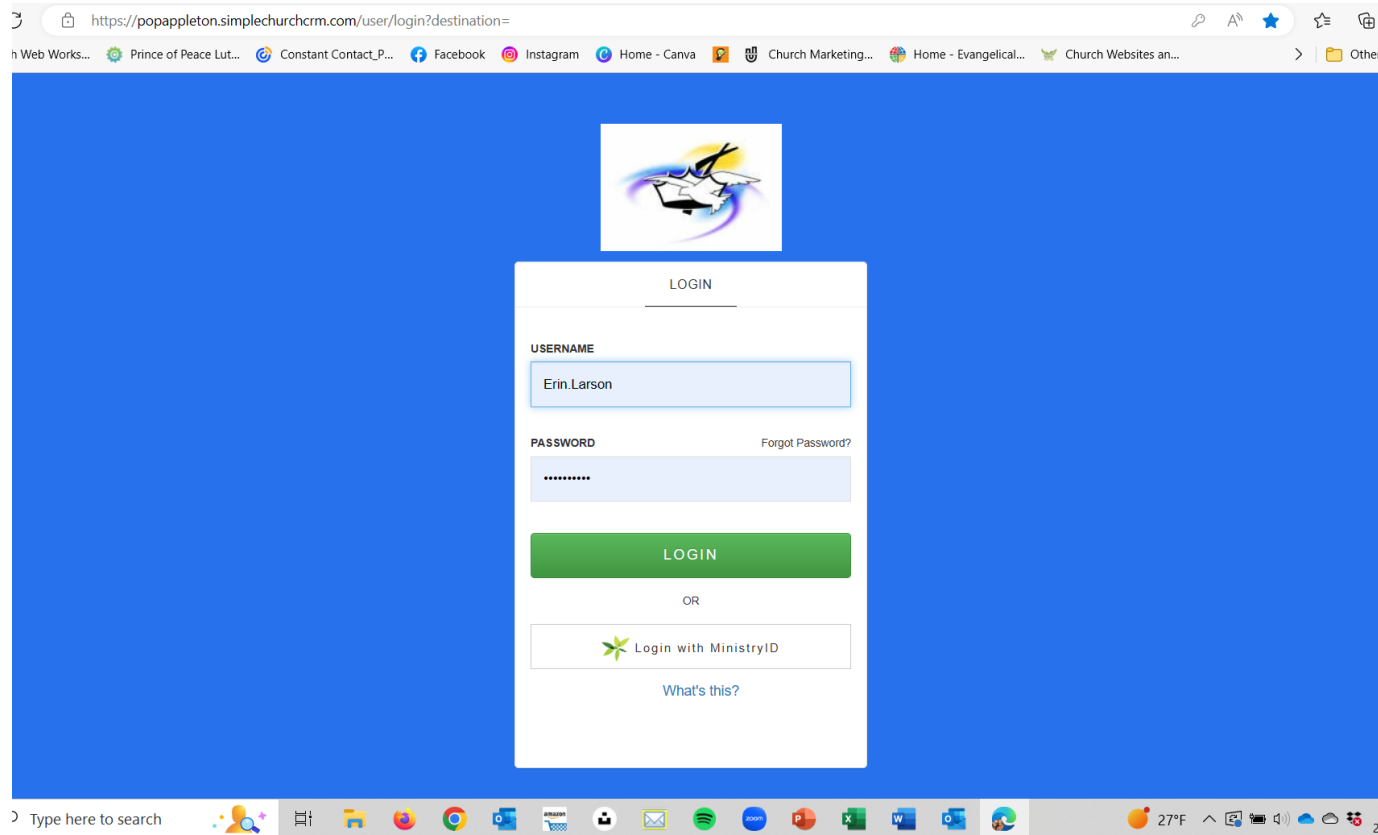 https://popappleton.simplechurchcrm.com/user/login?destination=
h Web Works... Prince of Peace Lut... Constant Contact_P... Facebook Instagram Home - Canva Church Marketing... Home - Evangelical... Church Websites an... Other
LOGIN
USERNAME
Erin.Larson
PASSWORD Forgot Password?
LOGIN
OR
Login with MinistryID
What's this?
Type here to search amazon zoom 27°F